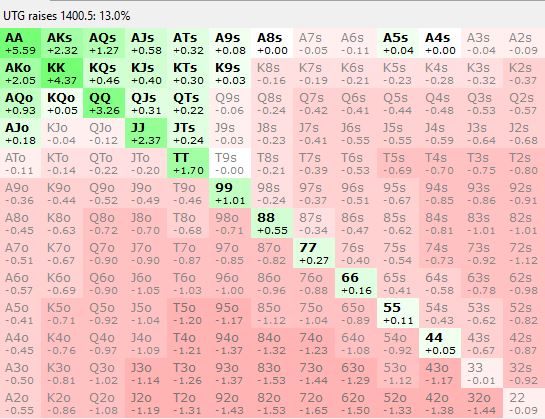 UTG raises 1400.5: 13.0%
AA AKs AQs AJs ATs A9s A8s A7s A6s A5s A4s A3s A2s
+5.59 +2.32 +1.27 +0.58 +0.32 +0.08 0.00 -0.05 -0.11 +0.04 0.00 -0.04 -0.09
AKo KK KQs KJs KTs K9s K8s K7s K6s K5s K4s K3s K2s
+2.05 +4.37 +0.46 +0.40 +0.30 +0.03 -0.16 -0.19 -0.21 -0.23 -0.28 -0.32 -0.37
AQo KQo QQ QJs QTs Q9s Q8s Q7s Q6s Q5s Q4s Q3s Q2s
+0.93 +0.05 +3.26 +0.31 +0.22 -0.06 -0.24 -0.42 -0.41 -0.44 -0.48 -0.53 -0.57
AJo KJo QJo JJ JTs J9s J8s J7s J6s J5s J4s J3s J2s
+0.18 -0.04 -0.12 +2.37 +0.24 -0.03 -0.23 -0.41 -0.55 -0.55 -0.59 -0.64 -0.68
ATo KTo QTo JTo TT T9s T8s T7s T6s T5s T4s T3s T2s
-0.11 -0.14 -0.22 -0.20 +1.70 -0.00 -0.21 -0.39 -0.53 -0.69 -0.70 -0.75 -0.80
A9o K9o Q9o J9o T9o 99 98s 97s 96s 95s 94s 93s 92s
-0.36 -0.44 -0.52 -0.49 -0.46 +1.01 -0.24 -0.37 -0.51 -0.67 -0.85 -0.86 -0.91
A8o K8o Q8o J8o T8o 98o 88 87s 86s 85s 84s 83s 82s
-0.45 -0.63 -0.72 -0.70 -0.68 -0.71 +0.55 -0.34 -0.47 -0.62 -0.81 -1.01 -1.01
A7o K7o Q7o J7o T7o 97o 87o 77 76s 75s 74s 73s 72s
-0.51 -0.67 -0.90 -0.90 -0.87 -0.85 -0.82 +0.27 -0.40 -0.54 -0.73 -0.92 -1.12
A6o K6o Q6o J6o T6o 96o 86o 76o 66 65s 64s 63s 62s
-0.57 -0.69 -0.90 -1.05 -1.03 -1.00 -0.96 -0.88 +0.16 -0.41 -0.58 -0.78 -0.98
A5o K5o Q5o J5o T5o 95o 85o 75o 65o 55 54s 53s 52s
-0.41 -0.71 -0.92 -1.04 -1.20 -1.17 -1.12 -1.04 -0.89 +0.11 -0.43 -0.62 -0.82
A4o K4o Q4o J4o T4o 94o 84o 74o 64o 54o 44 43s 42s
-0.45 -0.76 -0.97 -1.09 -1.21 -1.37 -1.32 -1.23 -1.08 -0.92 +0.05 -0.67 -0.87
A3o K3o Q3o J3o T3o 93o 83o 73o 63o 53o 43o 33 32s
-0.50 -0.81 -1.02 -1.14 -1.26 -1.37 -1.53 -1.44 -1.29 -1.12 -1.17 -0.01 -0.92
A2o K2o Q2o J2o T2o 92o 82o 72o 62o 52o 42o 32o 22
-0.55 -0.86 -1.08 -1.19 -1.31 -1.43 -1.53 -1.65 -1.50 -1.33 -1.38 -1.44 -0.09